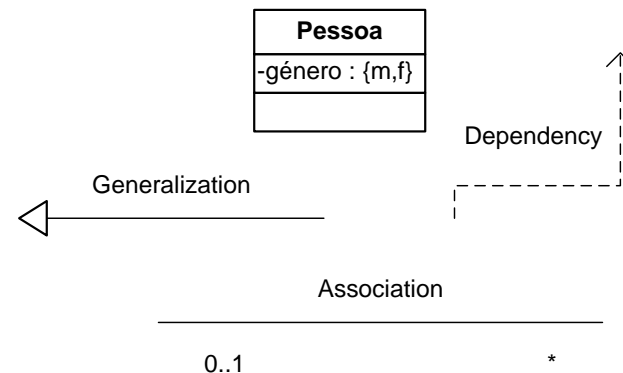 Pessoa
-género : {m,f}
Dependency
Generalization
Association
0..1 *